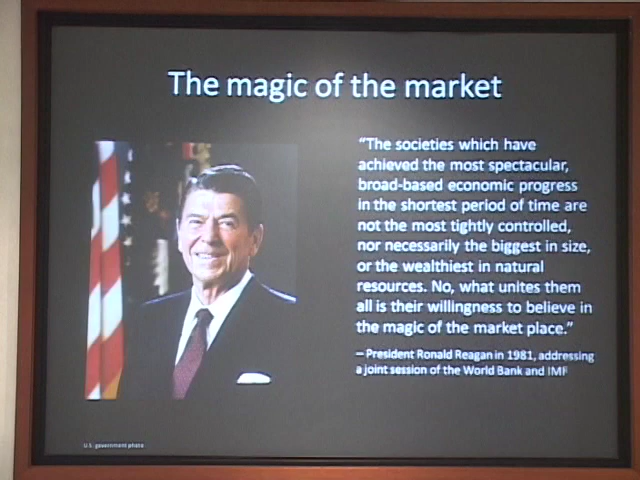 The magic of the market
“The societies which have
achieved the most spectacular,
broad-based economic progress
in the shortest period of time are
not the most tightly controlled,
nor necessarily the biggest in size,
or the wealthiest in natural
resources. No, what unites them
all is their willingness to believe in
the magic of the market place.”
– President Ronald Reagan in 1981, addressing
a joint session of the World Bank and IMF
U.S. government photo